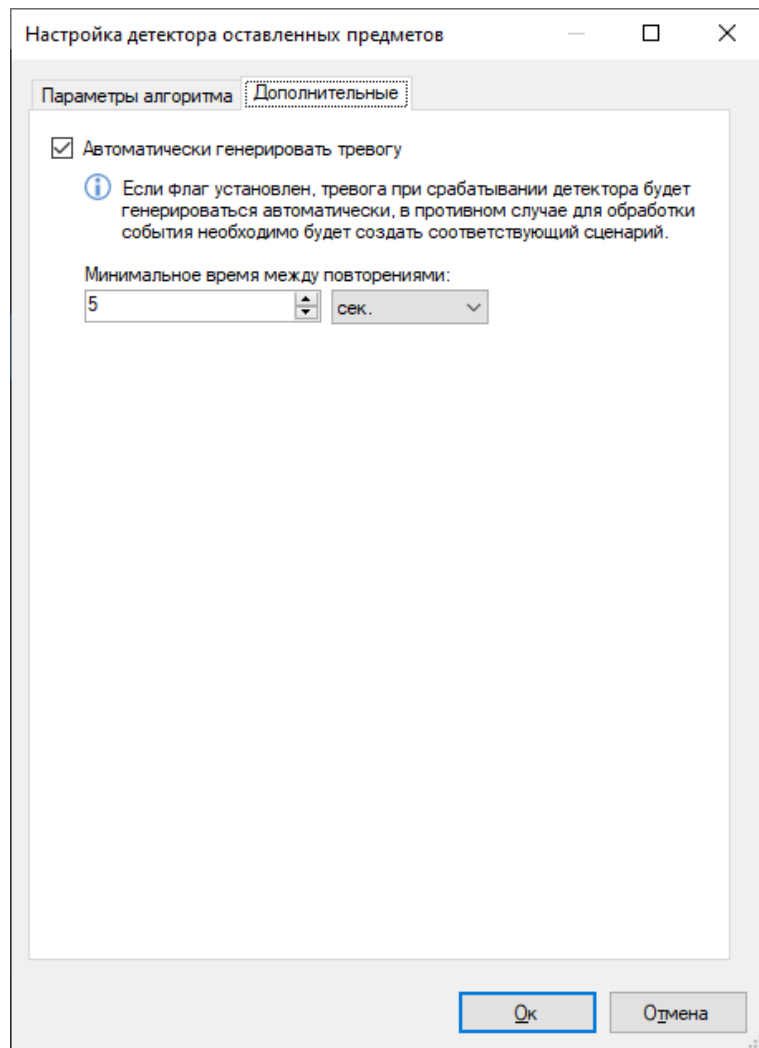 Настройка детектора оставленных предметов
Параметры алгоритма Дополнительные
Автоматически генерировать тревогу
Если флаг установлен, тревога при срабатывании детектора будет
генерироваться автоматически, в противном случае для обработки
события необходимо будет создать соответствующий сценарий.
Минимальное время между повторениями:
5 сек.
Ок Отмена